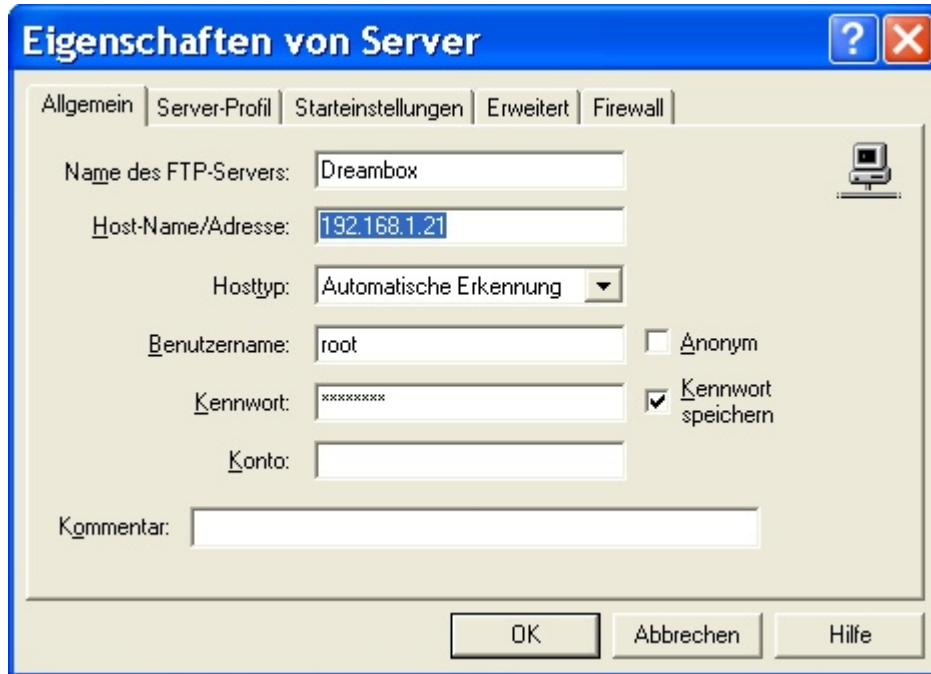 Eigenschaften von Server
Allgemein Server-Profil Starteinstellungen Erweitert Firewall
Name des FTP-Servers: Dreambox
Host-Name/Adresse: 192.168.1.21
Hosttyp: Automatische Erkennung
Benutzername: root Anonym
Kennwort: ******** Kennwort speichern
Konto:
Kommentar:
OK Abbrechen Hilfe